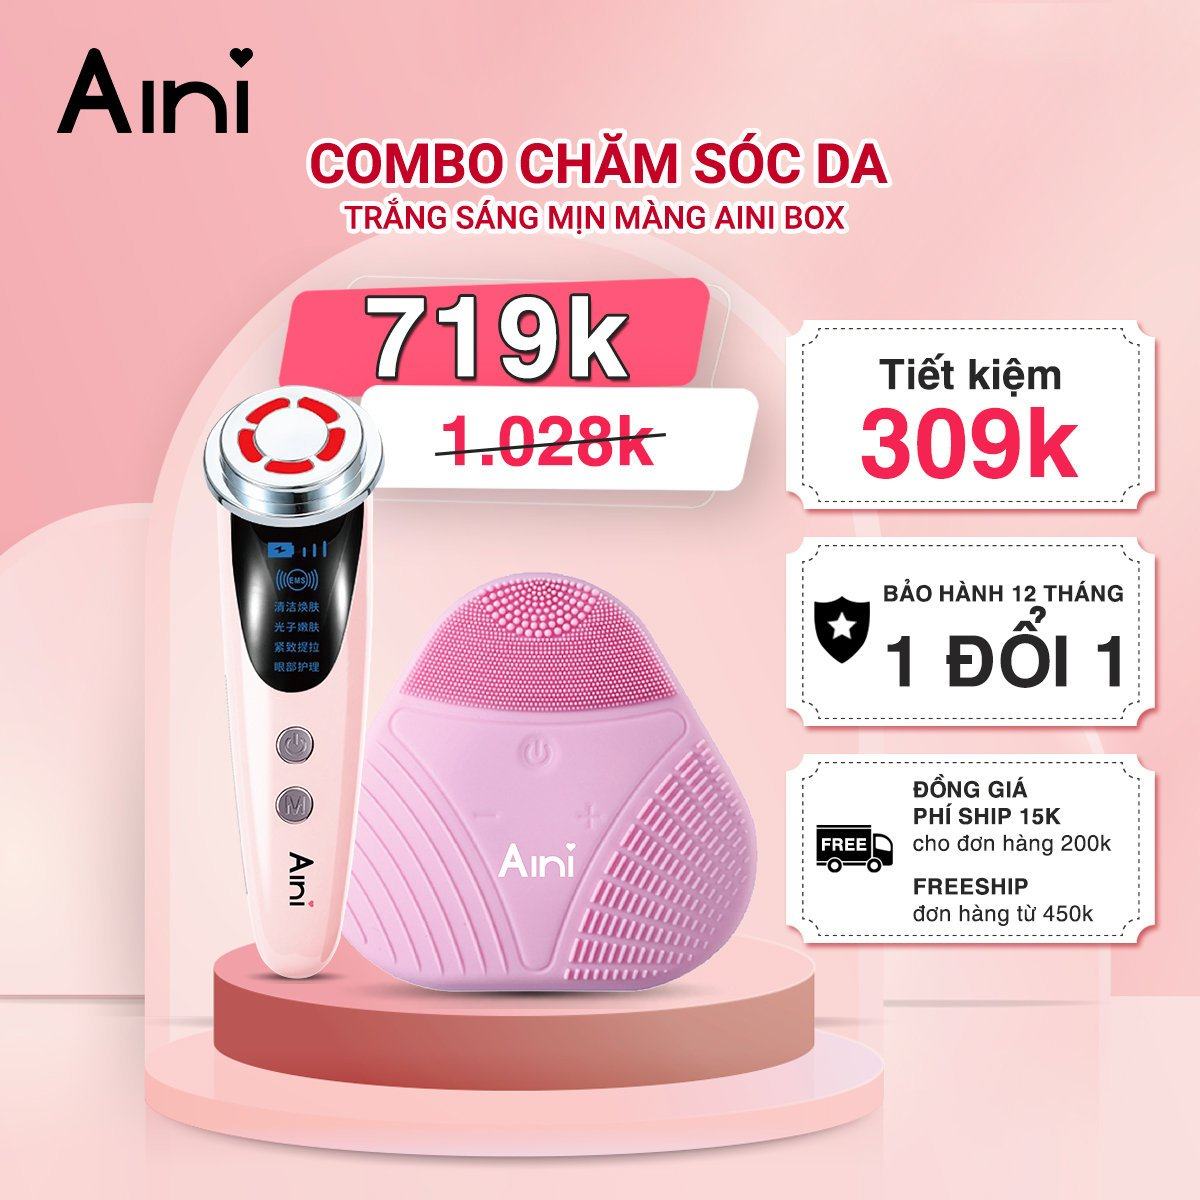 Aini
COMBO CHĂM SÓC DA
TRẮNG SÁNG MỊN MÀNG AINI BOX
719k
1.028k
Tiết kiệm
309k
BẢO HÀNH 12 THÁNG
1 ĐỔI 1
FREE
ĐỒNG GIÁ
PHÍ SHIP 15K
cho đơn hàng 200k
FREESHIP
đơn hàng từ 450k
EMS
清洁焕肤
光子嫩肤
紧致提拉
眼部护理
M
Aini
Aini